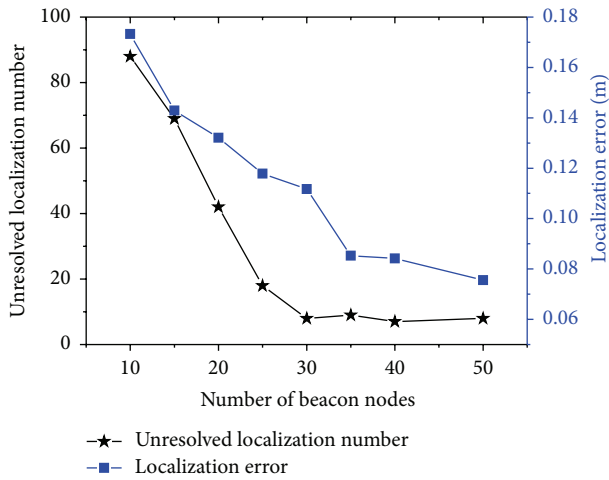 100
80
60
40
20
0
Unresolved localization number
0.18
0.16
0.14
0.12
0.10
0.08
0.06
Localization error (m)
10 20 30 40 50
Number of beacon nodes
Unresolved localization number
Localization error